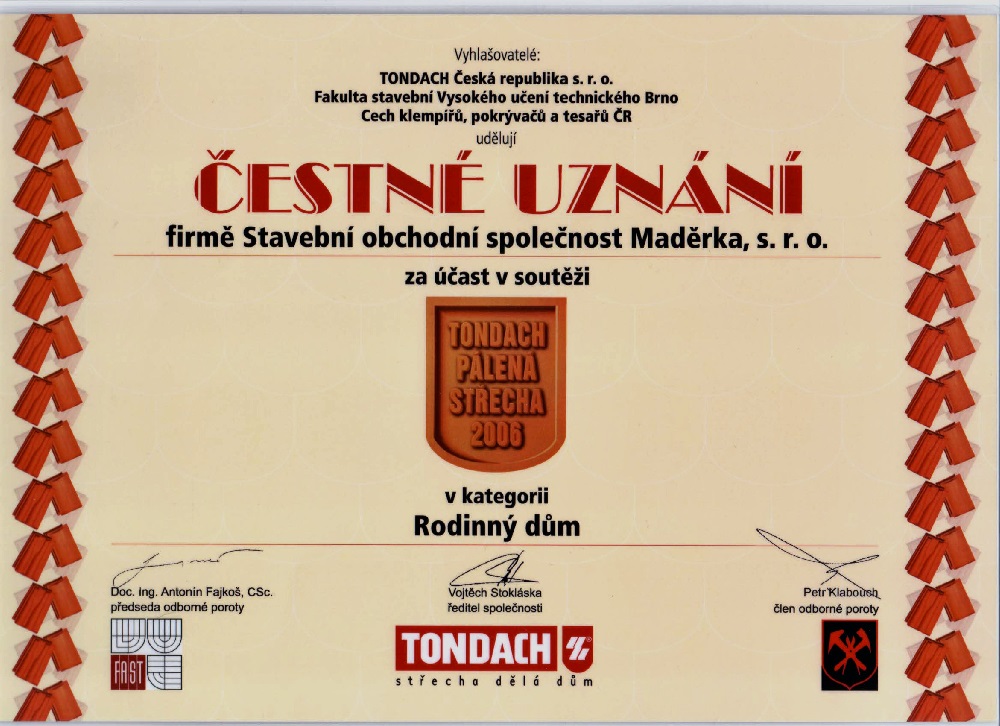 Vyhlašovatelé:
TONDACH Česká republika s. r. o.
Fakulta stavební Vysokého učení technického Brno
Cech klempířů, pokrývačů a tesařů ČR
udělují
ČESTNÉ UZNÁNÍ
firmě Stavební obchodní společnost Maděrka, s. r. o.
za účast v soutěži
TONDACH
PÁLENÁ
STŘECHA
2006
v kategorii
Rodinný dům
Doc. Ing. Antonin Fajkoš, CSc.
předseda odborné poroty
Vojtěch Stokláska
ředitel společnosti
Petr Klabouch
člen odborné poroty
FAST
TONDACH ®
střecha dělá dům